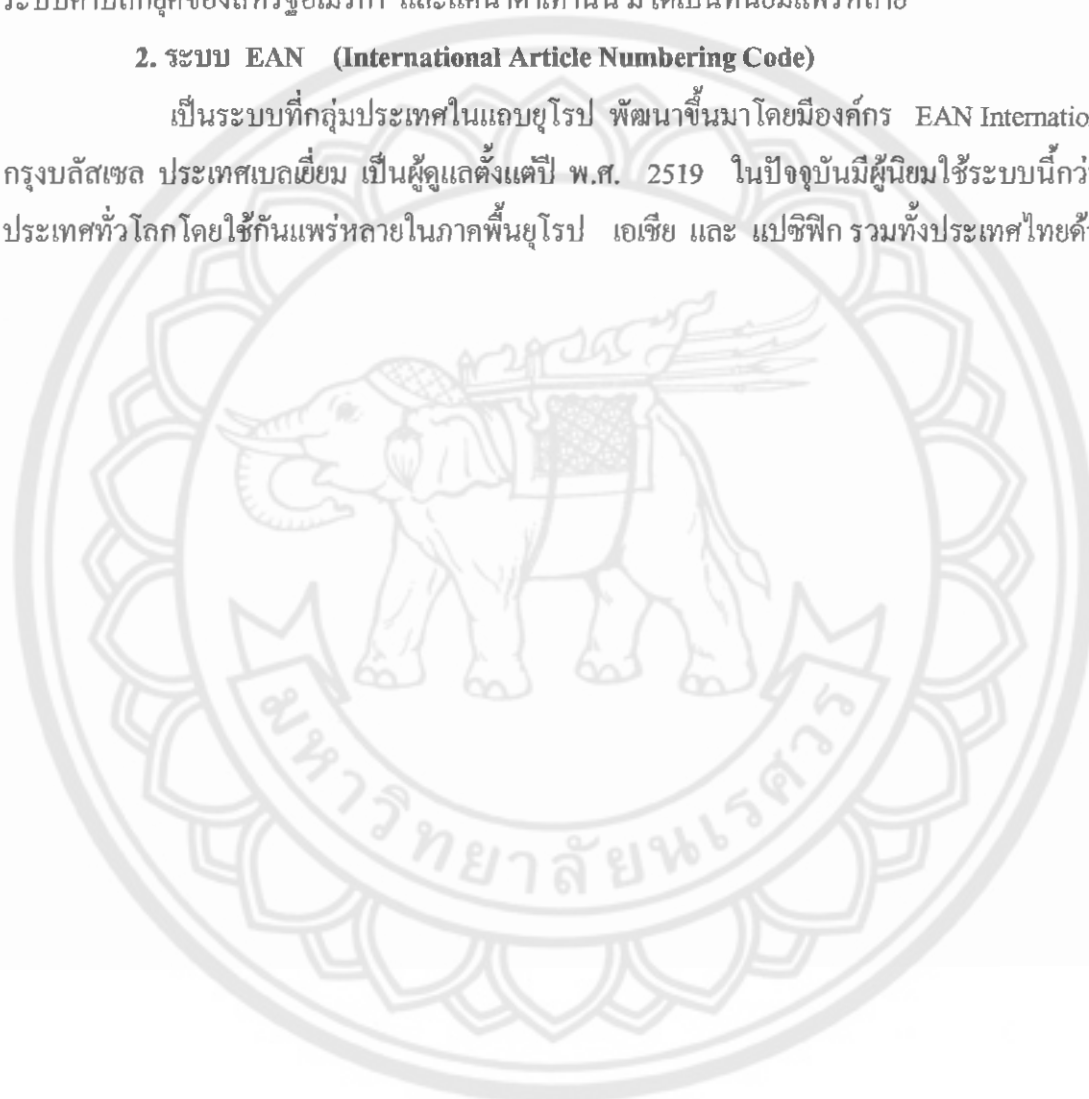 2. ระบบ EAN (International Article Numbering Code)
เป็นระบบที่กลุ่มประเทศในแถบยุโรป พัฒนาขึ้นมาโดยมีองค์กร EAN Internatio
กรุงบลัสเซล ประเทศเบลเยี่ยม เป็นผู้ดูแลตั้งแต่ปี พ.ศ. 2519 ในปัจจุบันมีผู้นิยมใช้ระบบนี้กว่
ประเทศทั่วโลกโดยใช้กันแพร่หลายในภาคพื้นยุโรป เอเชีย และ แปซิฟิก รวมทั้งประเทศไทยด้
มหาวิทยาลัยนเรศวร